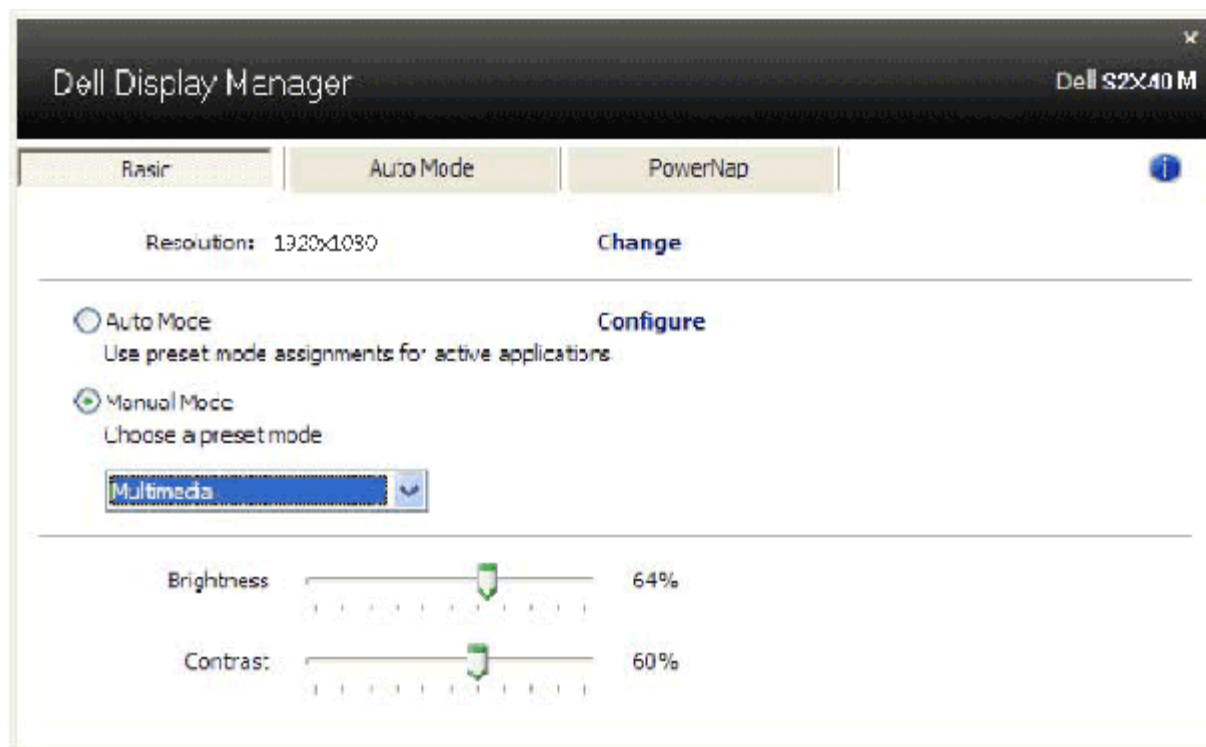 Dell Display Manager
Dell S2X40 M
Basic
Auto Mode
PowerNap
Resolution: 1920x1080
Change
Auto Mode
Configure
Use preset mode assignments for active applications
Manual Mode
Choose a preset mode
Multimedia
Brightness
64%
Contrast
60%